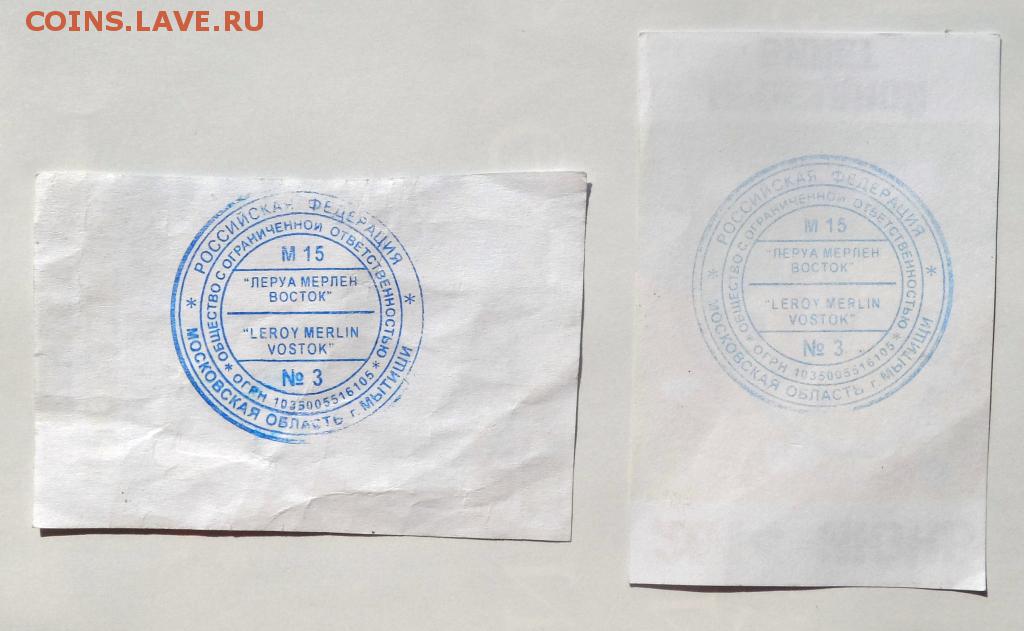 COINS.LAVE.RU
РОССИЙСКАЯ ФЕДЕРАЦИЯ
* МОСКОВСКАЯ ОБЛАСТЬ г. МЫТИЩИ *
ОБЩЕСТВО С ОГРАНИЧЕННОЙ ОТВЕТСТВЕННОСТЬЮ
* ОГРН 1035005516105 *
М 15
"ЛЕРУА МЕРЛЕН
ВОСТОК"
"LEROY MERLIN
VOSTOK"
№ 3
РОССИЙСКАЯ ФЕДЕРАЦИЯ
* МОСКОВСКАЯ ОБЛАСТЬ г. МЫТИЩИ *
ОБЩЕСТВО С ОГРАНИЧЕННОЙ ОТВЕТСТВЕННОСТЬЮ
* ОГРН 1035005516105 *
М 15
"ЛЕРУА МЕРЛЕН
ВОСТОК"
"LEROY MERLIN
VOSTOK"
№ 3